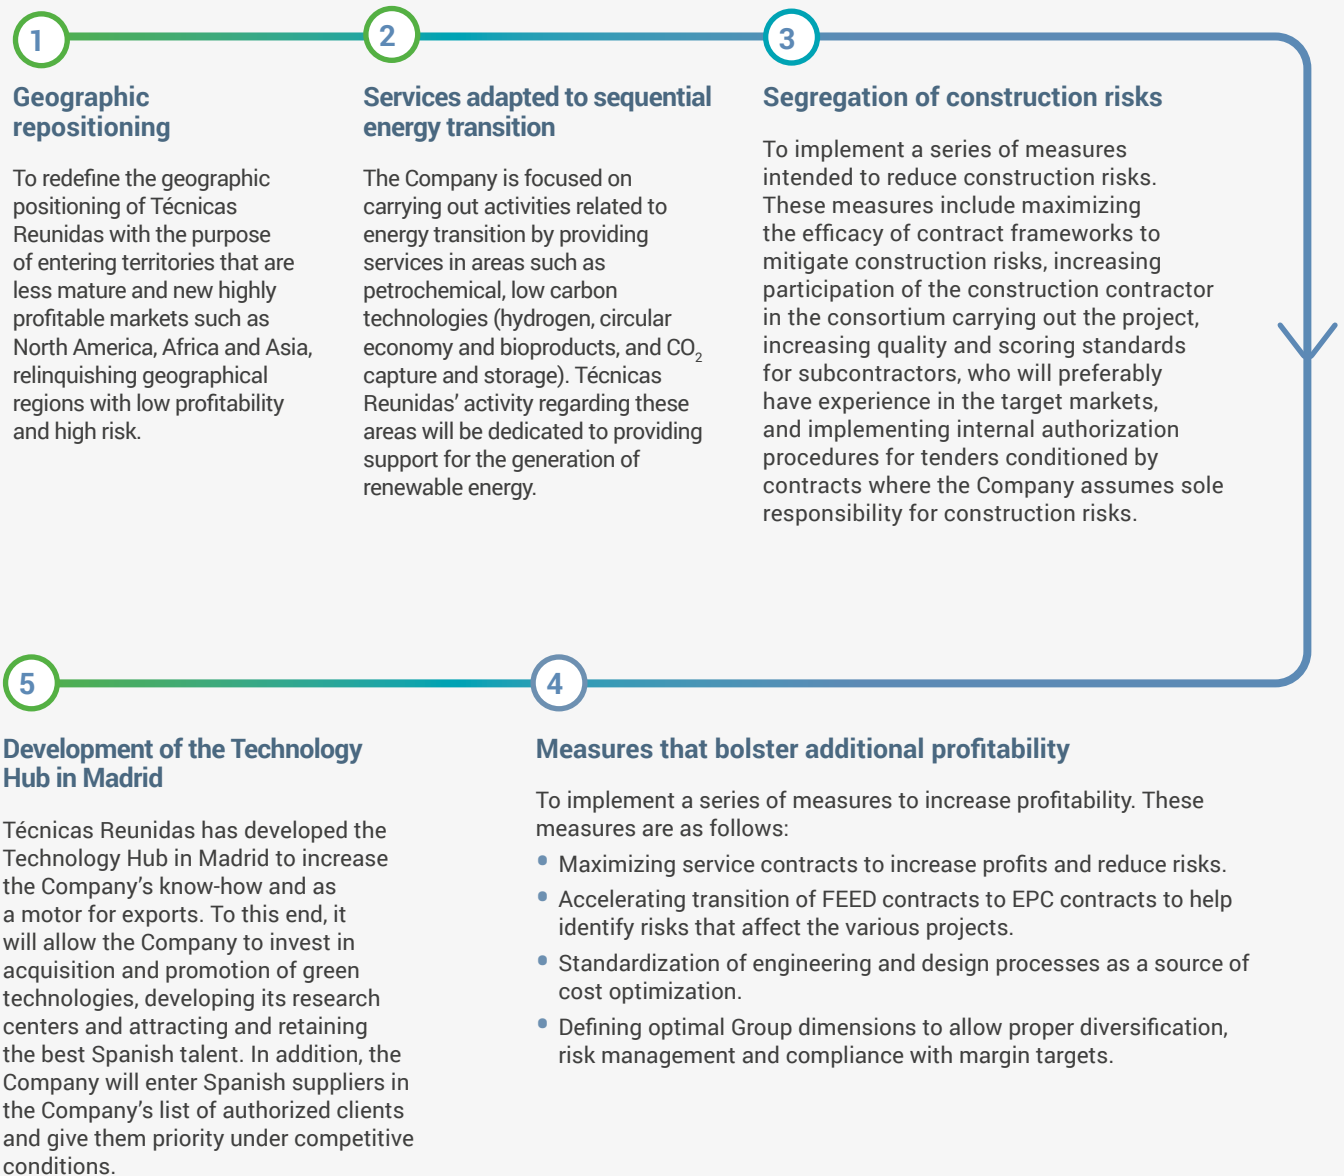 1
Geographic
repositioning
To redefine the geographic
positioning of Técnicas
Reunidas with the purpose
of entering territories that are
less mature and new highly
profitable markets such as
North America, Africa and Asia,
relinquishing geographical
regions with low profitability
and high risk.
2
Services adapted to sequential
energy transition
The Company is focused on
carrying out activities related to
energy transition by providing
services in areas such as
petrochemical, low carbon
technologies (hydrogen, circular
economy and bioproducts, and CO₂
capture and storage). Técnicas
Reunidas’ activity regarding these
areas will be dedicated to providing
support for the generation of
renewable energy.
3
Segregation of construction risks
To implement a series of measures
intended to reduce construction risks.
These measures include maximizing
the efficacy of contract frameworks to
mitigate construction risks, increasing
participation of the construction contractor
in the consortium carrying out the project,
increasing quality and scoring standards
for subcontractors, who will preferably
have experience in the target markets,
and implementing internal authorization
procedures for tenders conditioned by
contracts where the Company assumes sole
responsibility for construction risks.
4
Measures that bolster additional profitability
To implement a series of measures to increase profitability. These
measures are as follows:
• Maximizing service contracts to increase profits and reduce risks.
• Accelerating transition of FEED contracts to EPC contracts to help
identify risks that affect the various projects.
• Standardization of engineering and design processes as a source of
cost optimization.
• Defining optimal Group dimensions to allow proper diversification,
risk management and compliance with margin targets.
5
Development of the Technology
Hub in Madrid
Técnicas Reunidas has developed the
Technology Hub in Madrid to increase
the Company’s know-how and as
a motor for exports. To this end, it
will allow the Company to invest in
acquisition and promotion of green
technologies, developing its research
centers and attracting and retaining
the best Spanish talent. In addition, the
Company will enter Spanish suppliers in
the Company’s list of authorized clients
and give them priority under competitive
conditions.